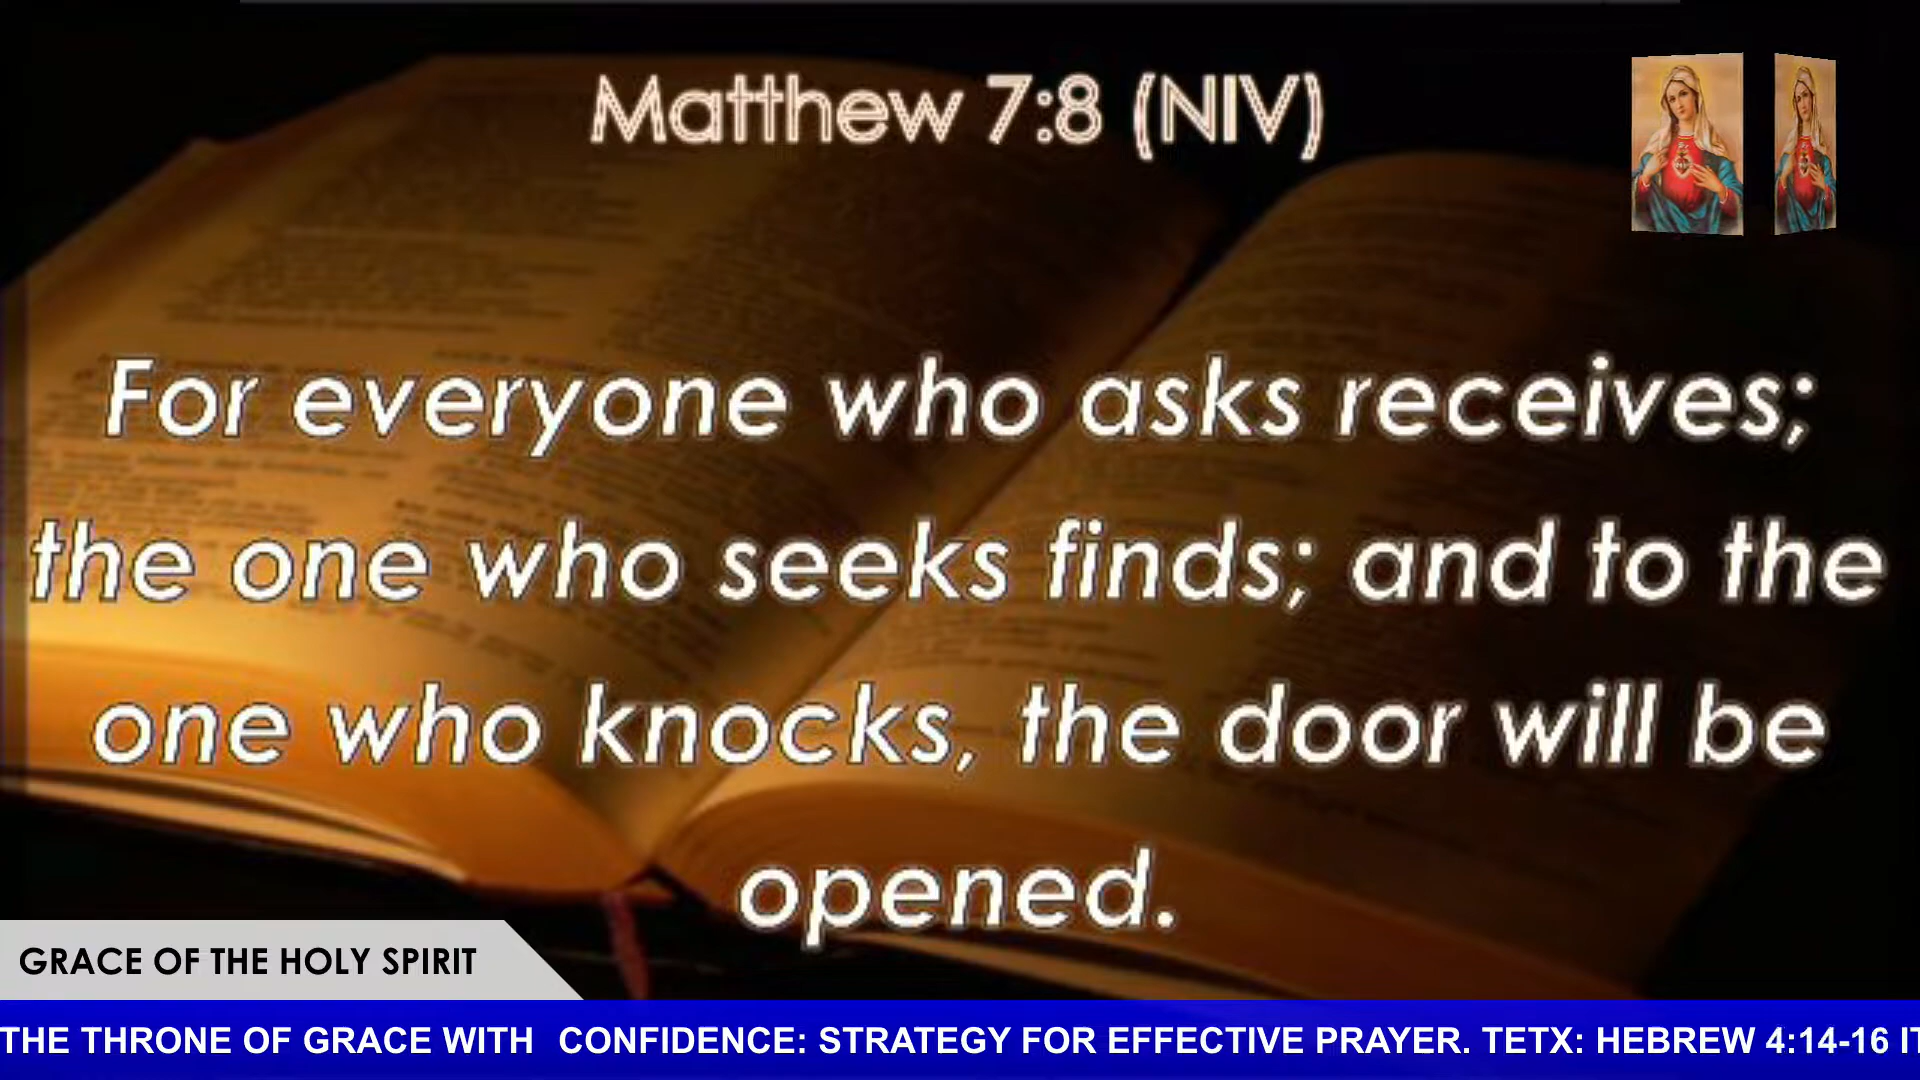 Matthew 7:8 (NIV)
For everyone who asks receives;
the one who seeks finds; and to the
one who knocks, the door will be
opened.
GRACE OF THE HOLY SPIRIT
THE THRONE OF GRACE WITH CONFIDENCE: STRATEGY FOR EFFECTIVE PRAYER. TETX: HEBREW 4:14-16